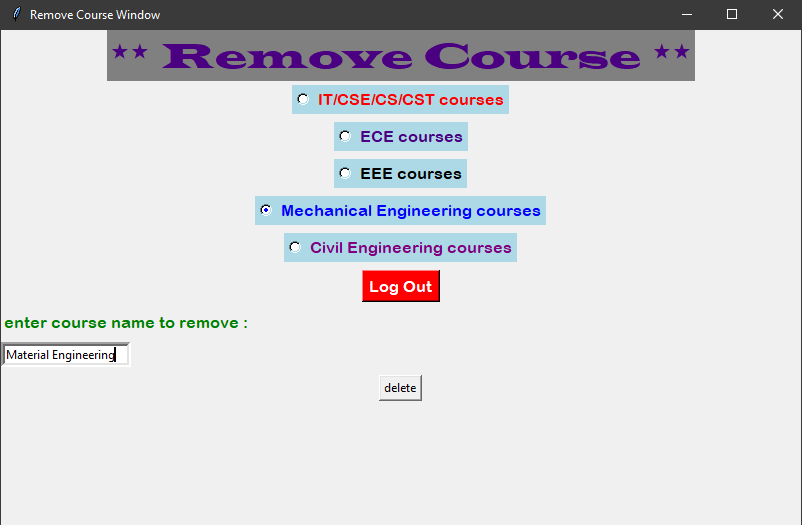 Remove Course Window
★★ Remove Course ★★
IT/CSE/CS/CST courses
ECE courses
EEE courses
Mechanical Engineering courses
Civil Engineering courses
Log Out
enter course name to remove :
Material Engineering
delete